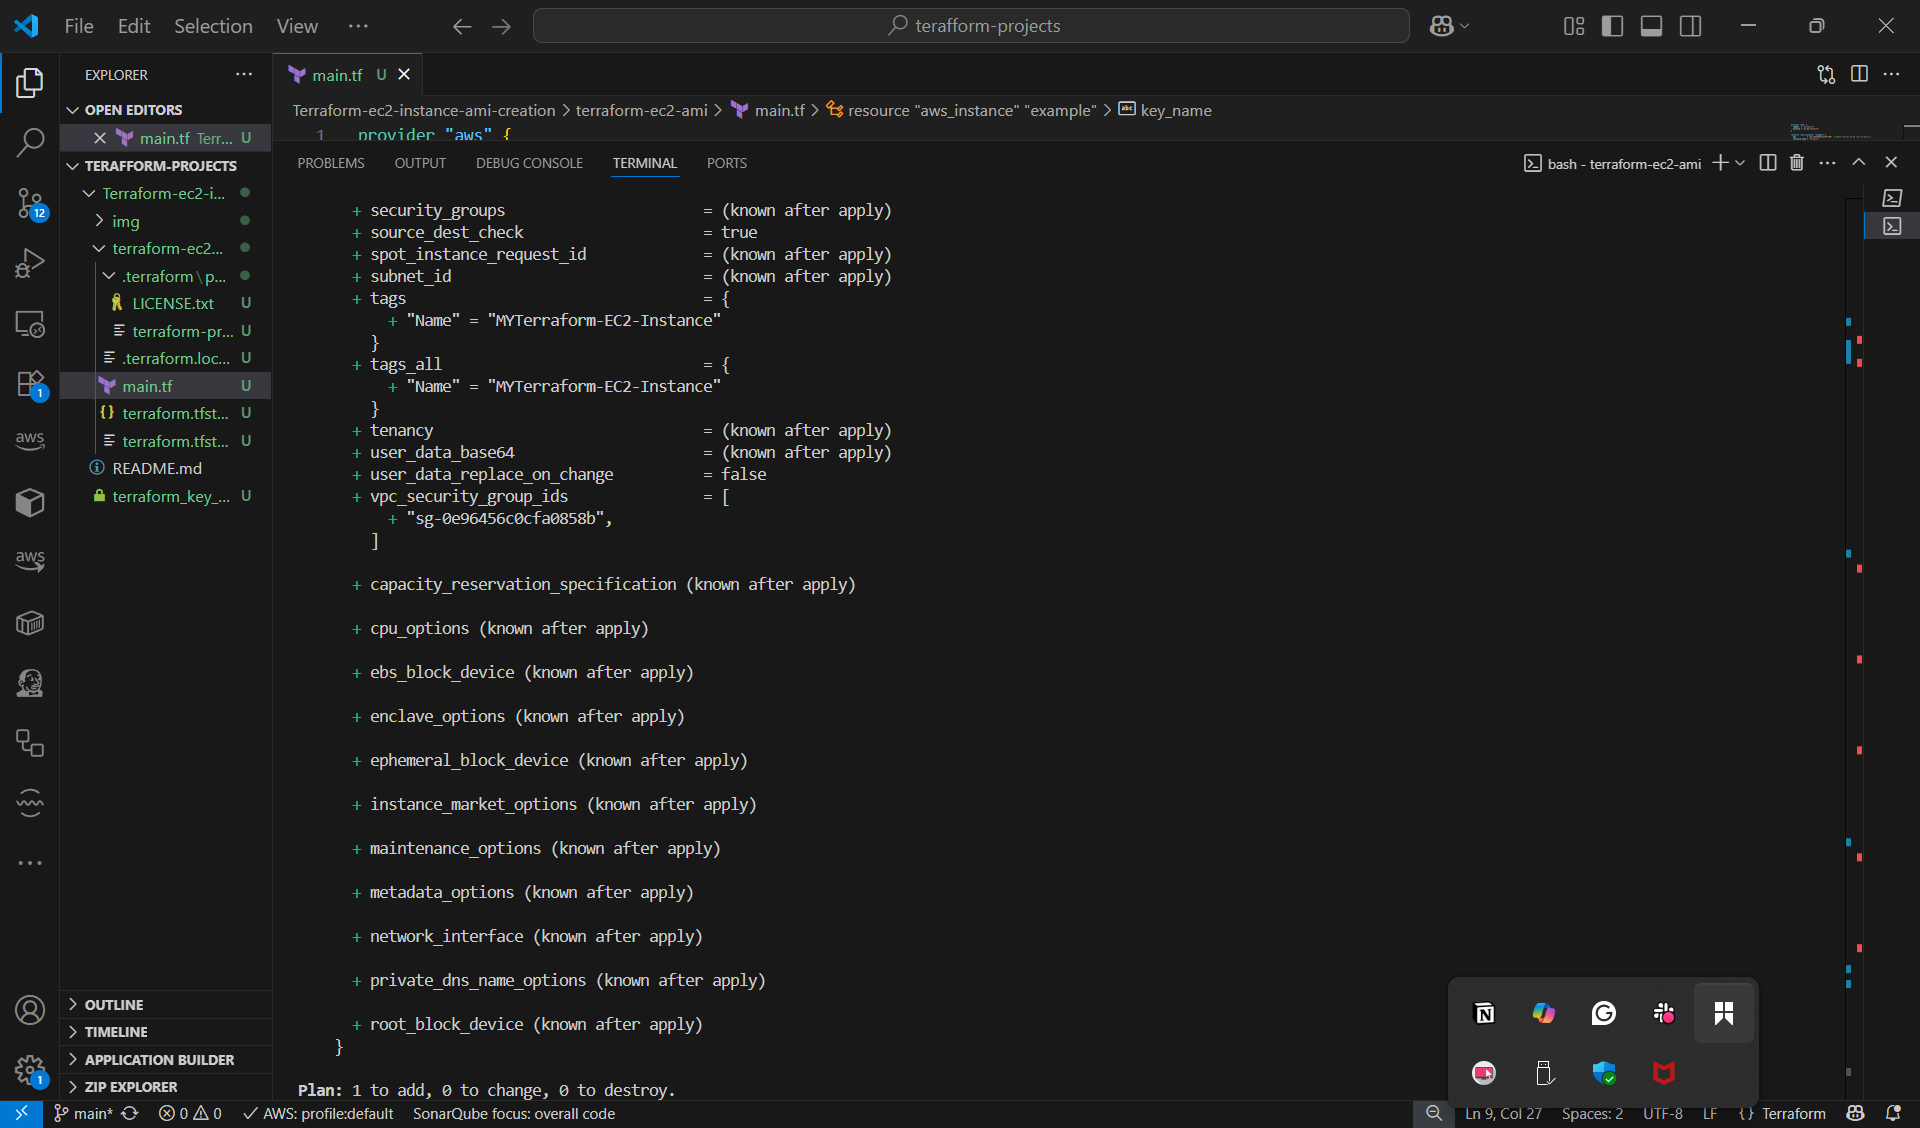 File Edit Selection View ··· terafform-projects
EXPLORER ···
OPEN EDITORS
main.tf Terr... U
TERAFFORM-PROJECTS
Terraform-ec2-i...
img
terraform-ec2...
.terraform \ p...
LICENSE.txt U
terraform-pr... U
.terraform.loc... U
main.tf U
terraform.tfst... U
terraform.tfst... U
README.md
terraform_key_... U
OUTLINE
TIMELINE
APPLICATION BUILDER
ZIP EXPLORER
12
1
aws
aws
1
main.tf U
Terraform-ec2-instance-ami-creation > terraform-ec2-ami > main.tf > resource "aws_instance" "example" > abc key_name
1 provider "aws" {
PROBLEMS OUTPUT DEBUG CONSOLE TERMINAL PORTS bash - terraform-ec2-ami
+ security_groups = (known after apply)
+ source_dest_check = true
+ spot_instance_request_id = (known after apply)
+ subnet_id = (known after apply)
+ tags = {
+ "Name" = "MYTerraform-EC2-Instance"
}
+ tags_all = {
+ "Name" = "MYTerraform-EC2-Instance"
}
+ tenancy = (known after apply)
+ user_data_base64 = (known after apply)
+ user_data_replace_on_change = false
+ vpc_security_group_ids = [
+ "sg-0e96456c0cfa0858b",
]
+ capacity_reservation_specification (known after apply)
+ cpu_options (known after apply)
+ ebs_block_device (known after apply)
+ enclave_options (known after apply)
+ ephemeral_block_device (known after apply)
+ instance_market_options (known after apply)
+ maintenance_options (known after apply)
+ metadata_options (known after apply)
+ network_interface (known after apply)
+ private_dns_name_options (known after apply)
+ root_block_device (known after apply)
}
Plan: 1 to add, 0 to change, 0 to destroy.
main* 0 0 AWS: profile:default SonarQube focus: overall code Ln 9, Col 27 Spaces: 2 UTF-8 LF {} Terraform